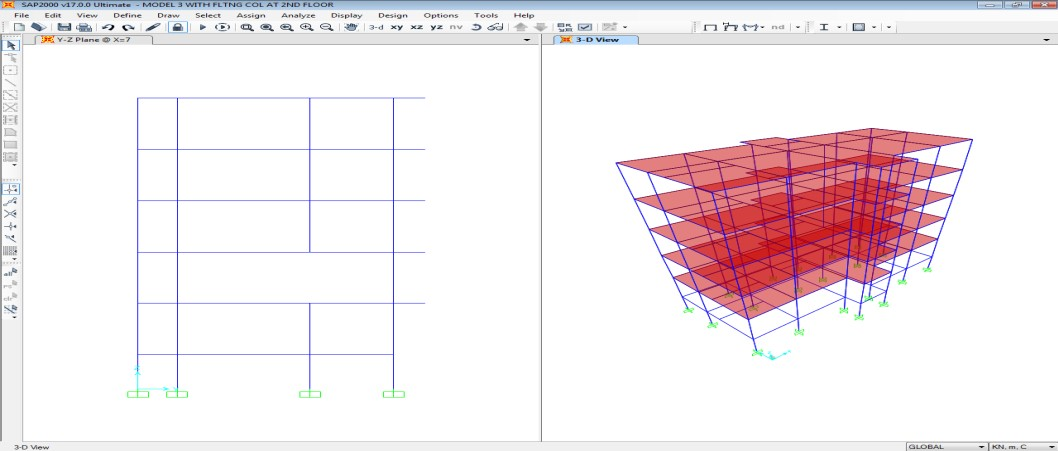 SAP2000 v17.0.0 Ultimate - MODEL 3 WITH FLTNG COL AT 2ND FLOOR
File Edit View Define Draw Select Assign Analyze Display Design Options Tools Help
3-d xy xz yz nv nd
Y-Z Plane @ X=7
3-D View
all
3-D View
GLOBAL
KN, m, C